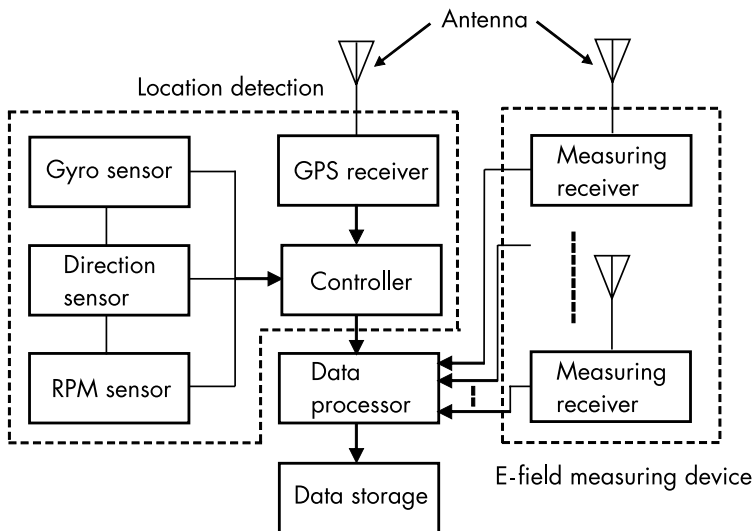 Antenna
Location detection
Gyro sensor
GPS receiver
Measuring
receiver
Direction
sensor
Controller
RPM sensor
Data
processor
Measuring
receiver
Data storage
E-field measuring device